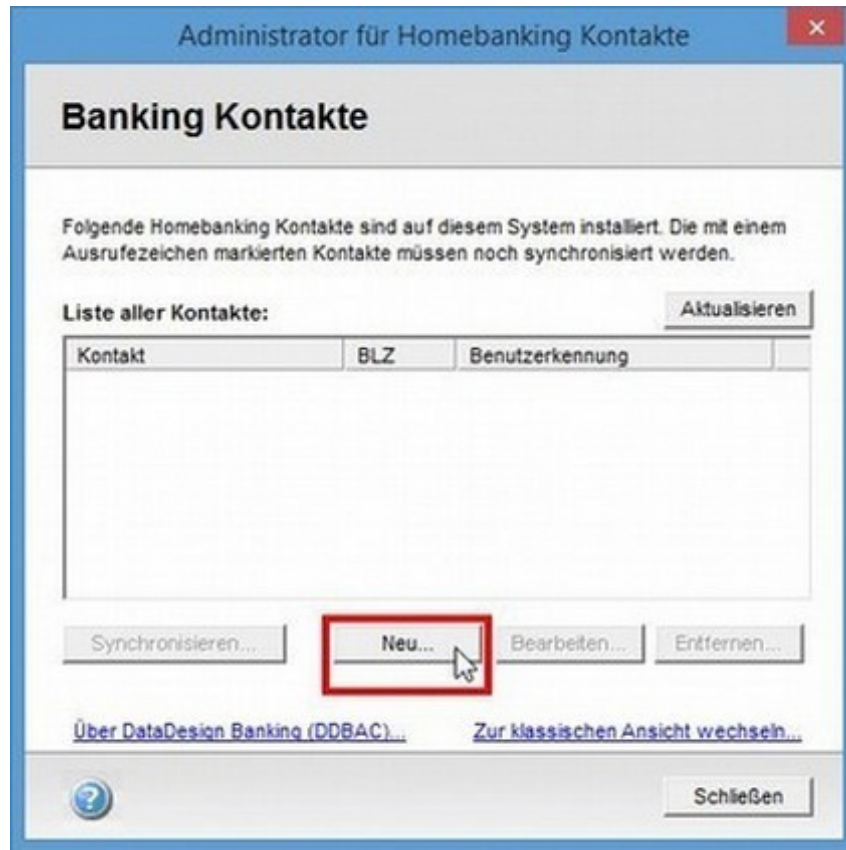 Administrator für Homebanking Kontakte
Banking Kontakte
Folgende Homebanking Kontakte sind auf diesem System installiert. Die mit einem
Ausrufezeichen markierten Kontakte müssen noch synchronisiert werden.
Liste aller Kontakte:
Aktualisieren
Kontakt BLZ Benutzerkennung
Synchronisieren... Neu... Bearbeiten... Entfernen...
Über DataDesign Banking (DDBAC)... Zur klassischen Ansicht wechseln...
? Schließen